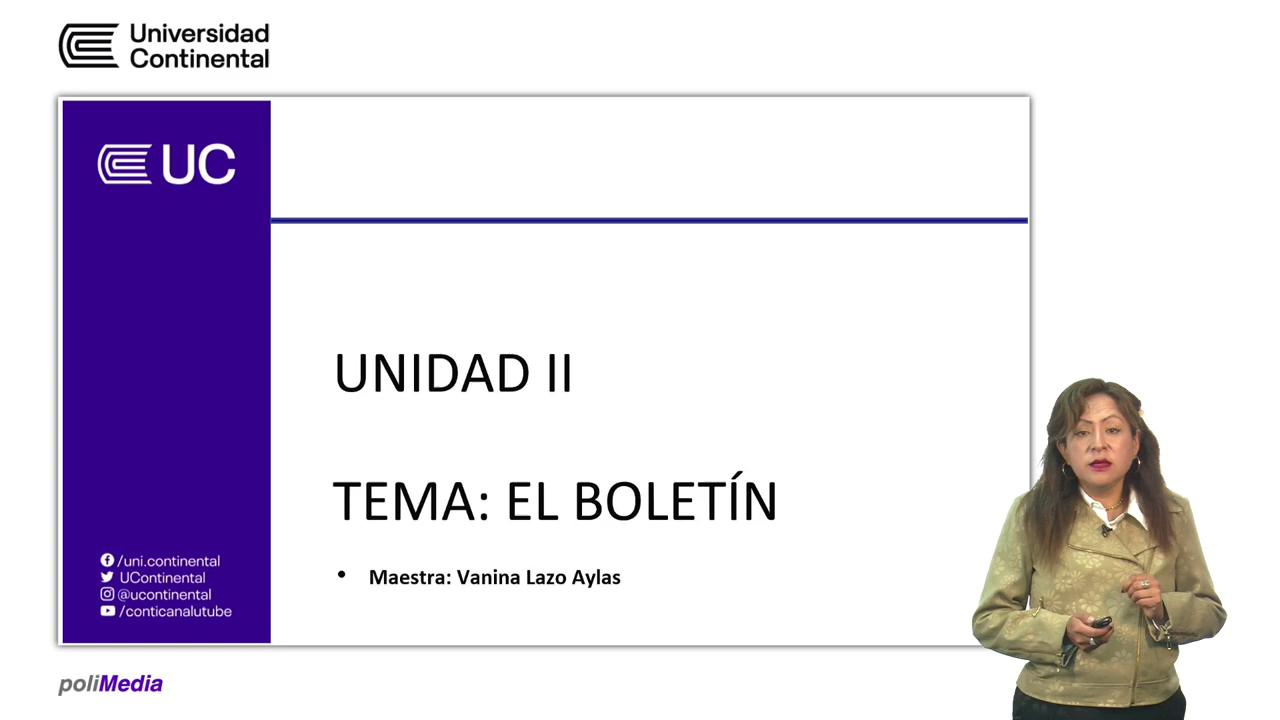 Universidad
Continental
UC
UNIDAD II
TEMA: EL BOLETÍN
• Maestra: Vanina Lazo Aylas
/uni.continental
UContinental
@ucontinental
/conticanalutube
poliMedia